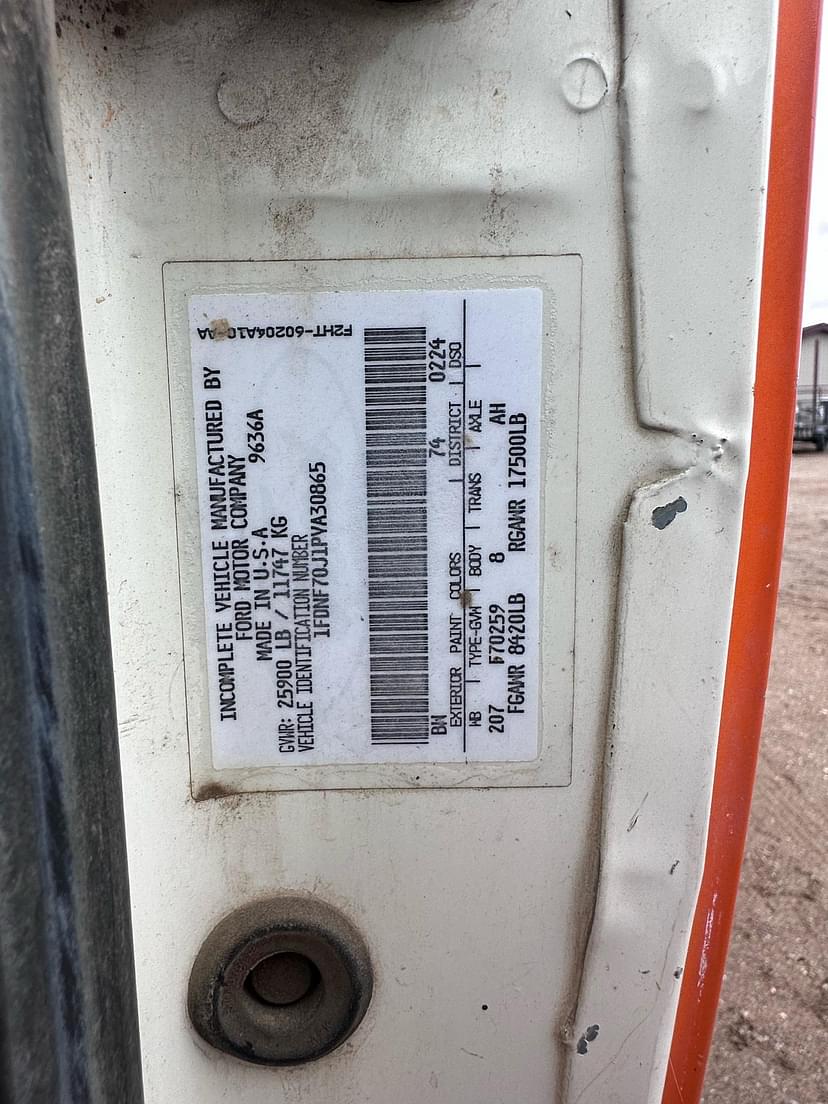 INCOMPLETE VEHICLE MANUFACTURED BY
FORD MOTOR COMPANY
MADE IN U.S.A 9636A
GVWR: 25900 LB / 11747 KG
VEHICLE IDENTIFICATION NUMBER
1FDNF70J1PVA30865
F2HT-60204A10-AA
BW 74 0224
EXTERIOR PAINT COLORS | DISTRICT | DSO
WB | TYPE-GVW | BODY | TRANS | AXLE |
207 F70259 8 AH
FGAWR 8420LB RGAWR 17500LB